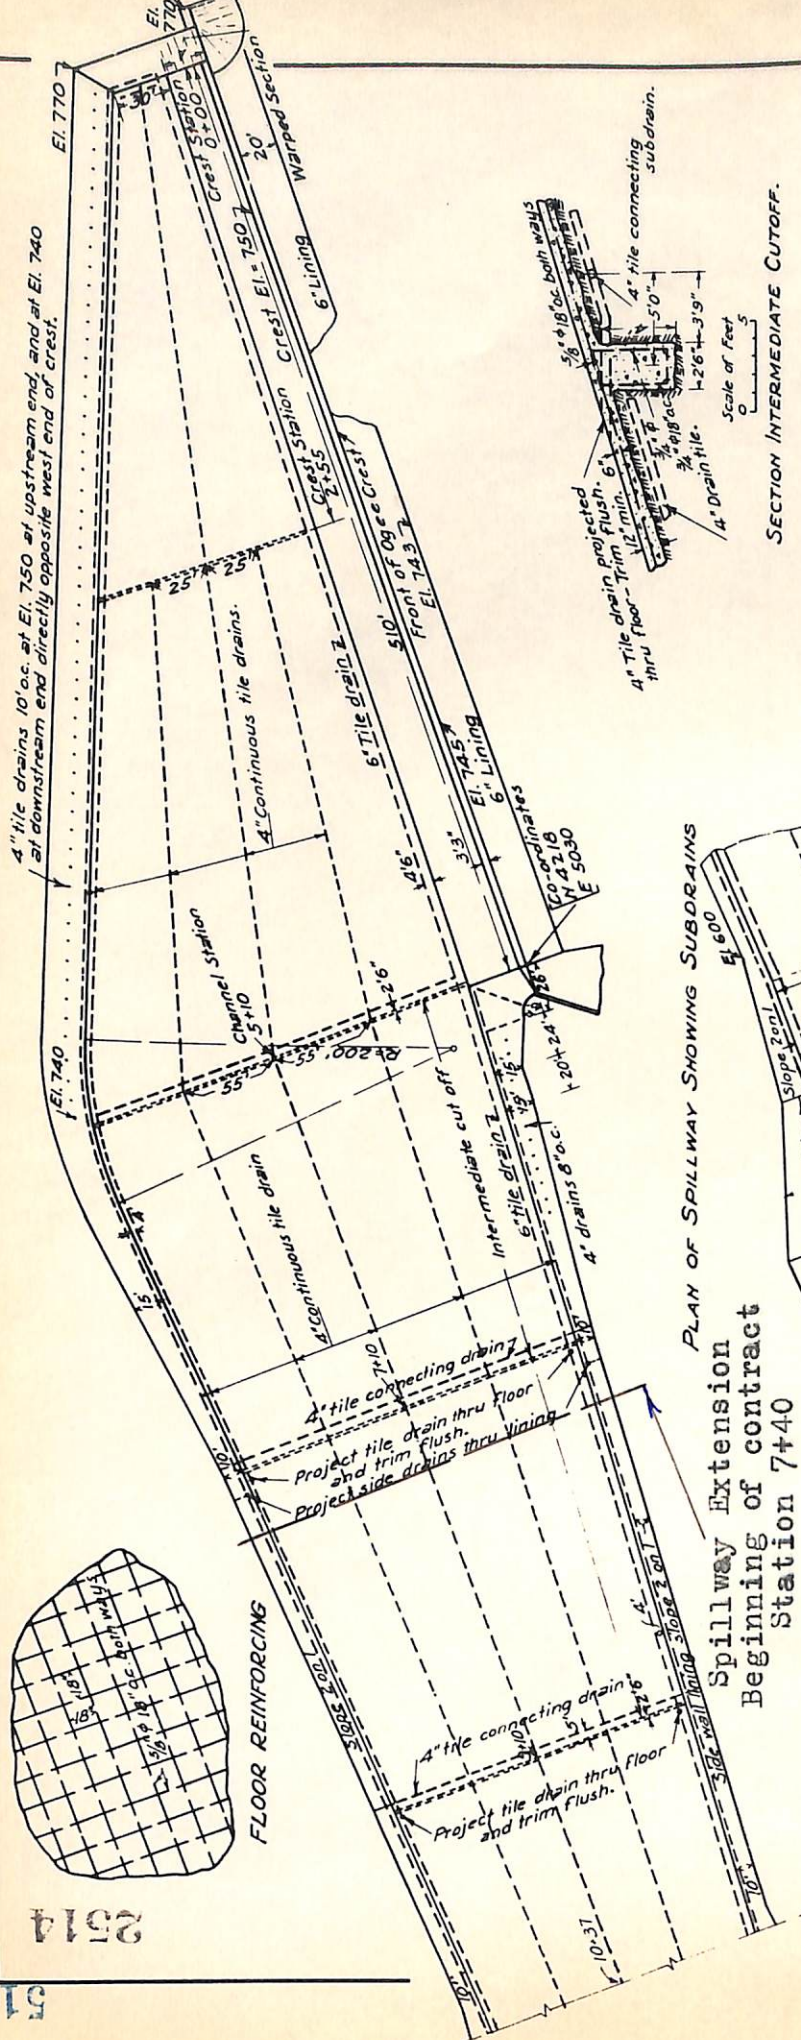 4" tile drains 10' o.c. at El. 750 at upstream end, and at El. 740
at downstream end directly opposite west end of crest.
El. 770
El.
770
30'
Crest Station
0+00
20'
Warped Section
6" Lining
Crest El. = 750
Crest Station
2+55
25'
25'
4" Continuous tile drains.
6" Tile drain
510'
Front of Ogee Crest
El. 743
El. 745
6" Lining
3'3"
4'6"
Co-ordinates
N 4218
E 5030
El. 740
Channel Station
5+10
55'
55'
2'6"
R=200'
26'
20'
24'
15'
15'
Intermediate cut off
6" tile drain
4" drains 8' o.c.
4" Continuous tile drain
15'
7+10
4" tile connecting drain
Project tile drain thru floor
and trim flush.
Project side drains thru lining
10'
10'
Slope 2 on 1
Side wall lining slope 2 on 1
4'
4" tile connecting drain
5'
2'6"
9+10
Project tile drain thru floor
and trim flush.
10+37
10"
10"
PLAN OF SPILLWAY SHOWING SUBDRAINS
Spillway Extension
Beginning of contract
Station 7+40
El 600
Slope 2 on 1
18"
18"
5/8" φ 18" o.c. both ways
FLOOR REINFORCING
5/8" φ 18" o.c. both ways
4" Tile drain projected
thru floor-Trim flush.
12" min.
6"
4" tile connecting
subdrain.
5'0"
2'6"
3'9"
3/4" φ
3/4" φ 18" o.c.
4" Drain tile.
Scale of Feet
0 5
SECTION INTERMEDIATE CUTOFF.
2514
51